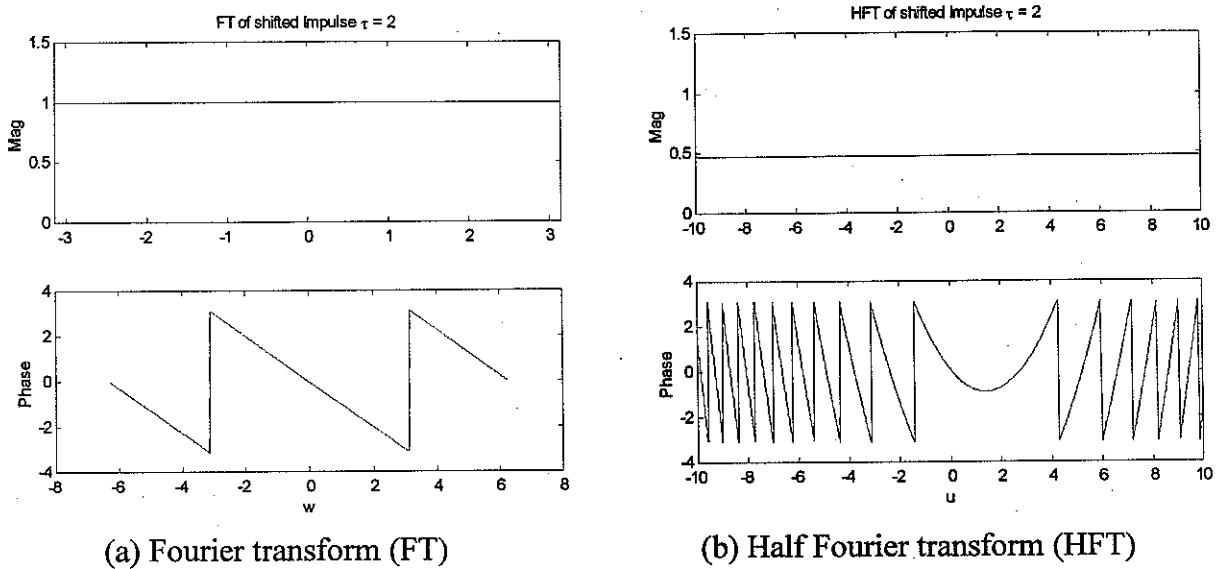 FT of shifted Impulse τ = 2
1.5
1
0.5
0
Mag
-3 -2 -1 0 1 2 3
4
2
0
-2
-4
Phase
-8 -6 -4 -2 0 2 4 6 8
w
(a) Fourier transform (FT)
HFT of shifted Impulse τ = 2
1.5
1
0.5
0
Mag
-10 -8 -6 -4 -2 0 2 4 6 8 10
4
2
0
-2
-4
Phase
-10 -8 -6 -4 -2 0 2 4 6 8 10
u
(b) Half Fourier transform (HFT)